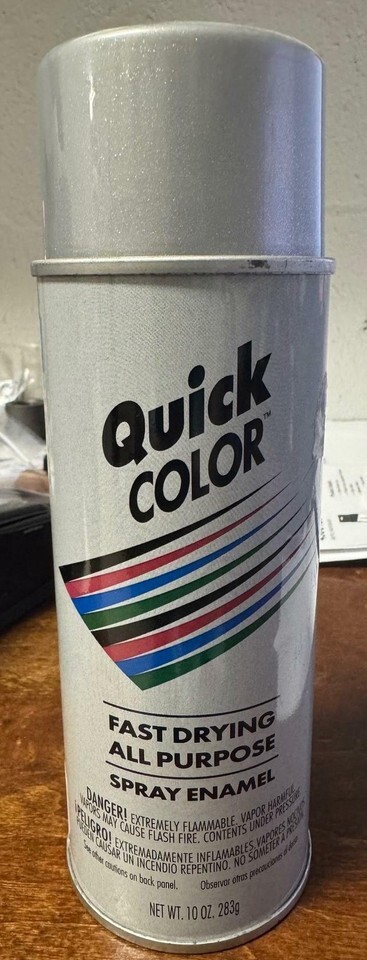 Quick
COLOR™
FAST DRYING
ALL PURPOSE
SPRAY ENAMEL
DANGER! EXTREMELY FLAMMABLE. VAPOR HARMFUL.
VAPORS MAY CAUSE FLASH FIRE. CONTENTS UNDER PRESSURE.
¡PELIGRO! EXTREMADAMENTE INFLAMABLES VAPORES NOCIVOS
PUEDEN CAUSAR UN INCENDIO REPENTINO. NO SOMETER A PRESION.
See other cautions on back panel. Observar otras precauciones al
NET WT. 10 OZ. 283g